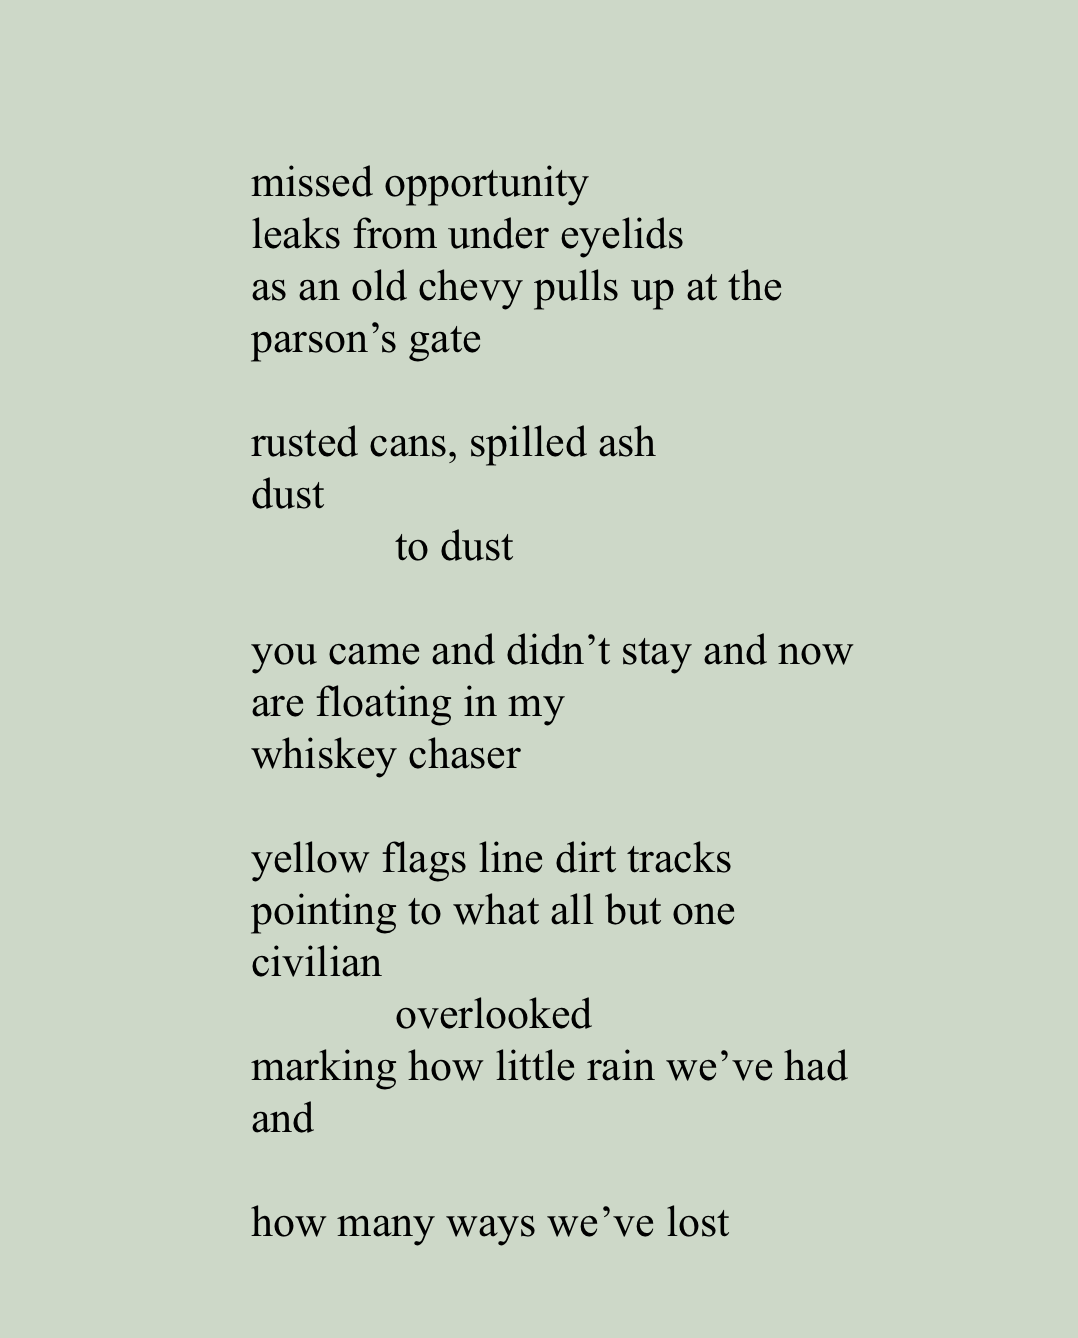 missed opportunity
leaks from under eyelids
as an old chevy pulls up at the
parson’s gate
rusted cans, spilled ash
dust
to dust
you came and didn’t stay and now
are floating in my
whiskey chaser
yellow flags line dirt tracks
pointing to what all but one
civilian
overlooked
marking how little rain we’ve had
and
how many ways we’ve lost